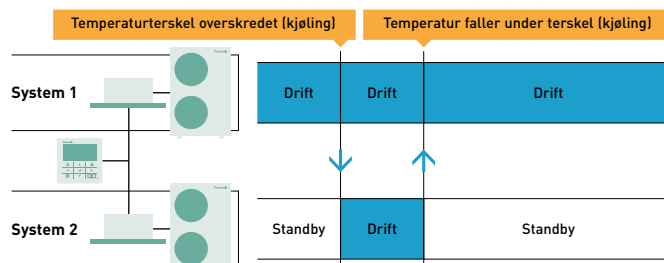 Temperaturterskel overskredet (kjøling)
Temperatur faller under terskel (kjøling)
System 1
Drift
Drift
Drift
System 2
Standby
Drift
Standby